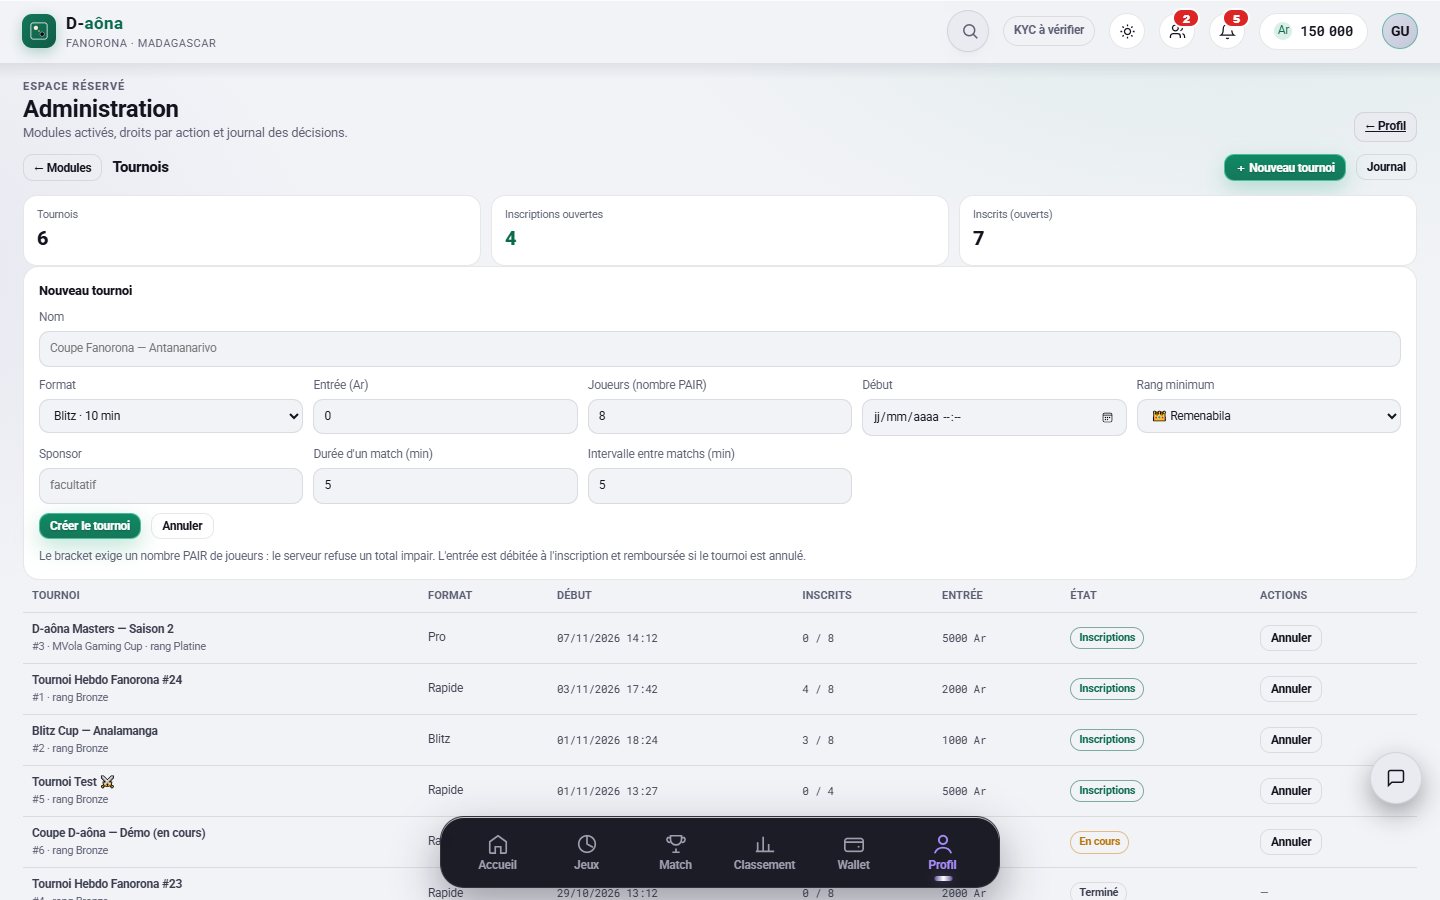 D-aôna
FANORONA · MADAGASCAR
KYC à vérifier
2
5
Ar 150 000
GU
ESPACE RÉSERVÉ
Administration
Modules activés, droits par action et journal des décisions.
← Profil
← Modules
Tournois
+ Nouveau tournoi
Journal
Tournois
6
Inscriptions ouvertes
4
Inscrits (ouverts)
7
Nouveau tournoi
Nom
Coupe Fanorona — Antananarivo
Format
Entrée (Ar)
Joueurs (nombre PAIR)
Début
Rang minimum
Blitz · 10 min
0
8
jj/mm/aaaa --:--
Remenabila
Sponsor
Durée d'un match (min)
Intervalle entre matchs (min)
facultatif
5
5
Créer le tournoi
Annuler
Le bracket exige un nombre PAIR de joueurs : le serveur refuse un total impair. L'entrée est débitée à l'inscription et remboursée si le tournoi est annulé.
TOURNOI FORMAT DÉBUT INSCRITS ENTRÉE ÉTAT ACTIONS
D-aôna Masters — Saison 2
#3 · MVola Gaming Cup · rang Platine
Pro 07/11/2026 14:12 0 / 8 5000 Ar Inscriptions Annuler
Tournoi Hebdo Fanorona #24
#1 · rang Bronze
Rapide 03/11/2026 17:42 4 / 8 2000 Ar Inscriptions Annuler
Blitz Cup — Analamanga
#2 · rang Bronze
Blitz 01/11/2026 18:24 3 / 8 1000 Ar Inscriptions Annuler
Tournoi Test ⚔
#5 · rang Bronze
Rapide 01/11/2026 13:27 0 / 4 5000 Ar Inscriptions Annuler
Coupe D-aôna — Démo (en cours)
#6 · rang Bronze
En cours Annuler
Tournoi Hebdo Fanorona #23
Rapide 29/10/2026 13:12 0 / 8 2000 Ar Terminé —
Accueil
Jeux
Match
Classement
Wallet
Profil